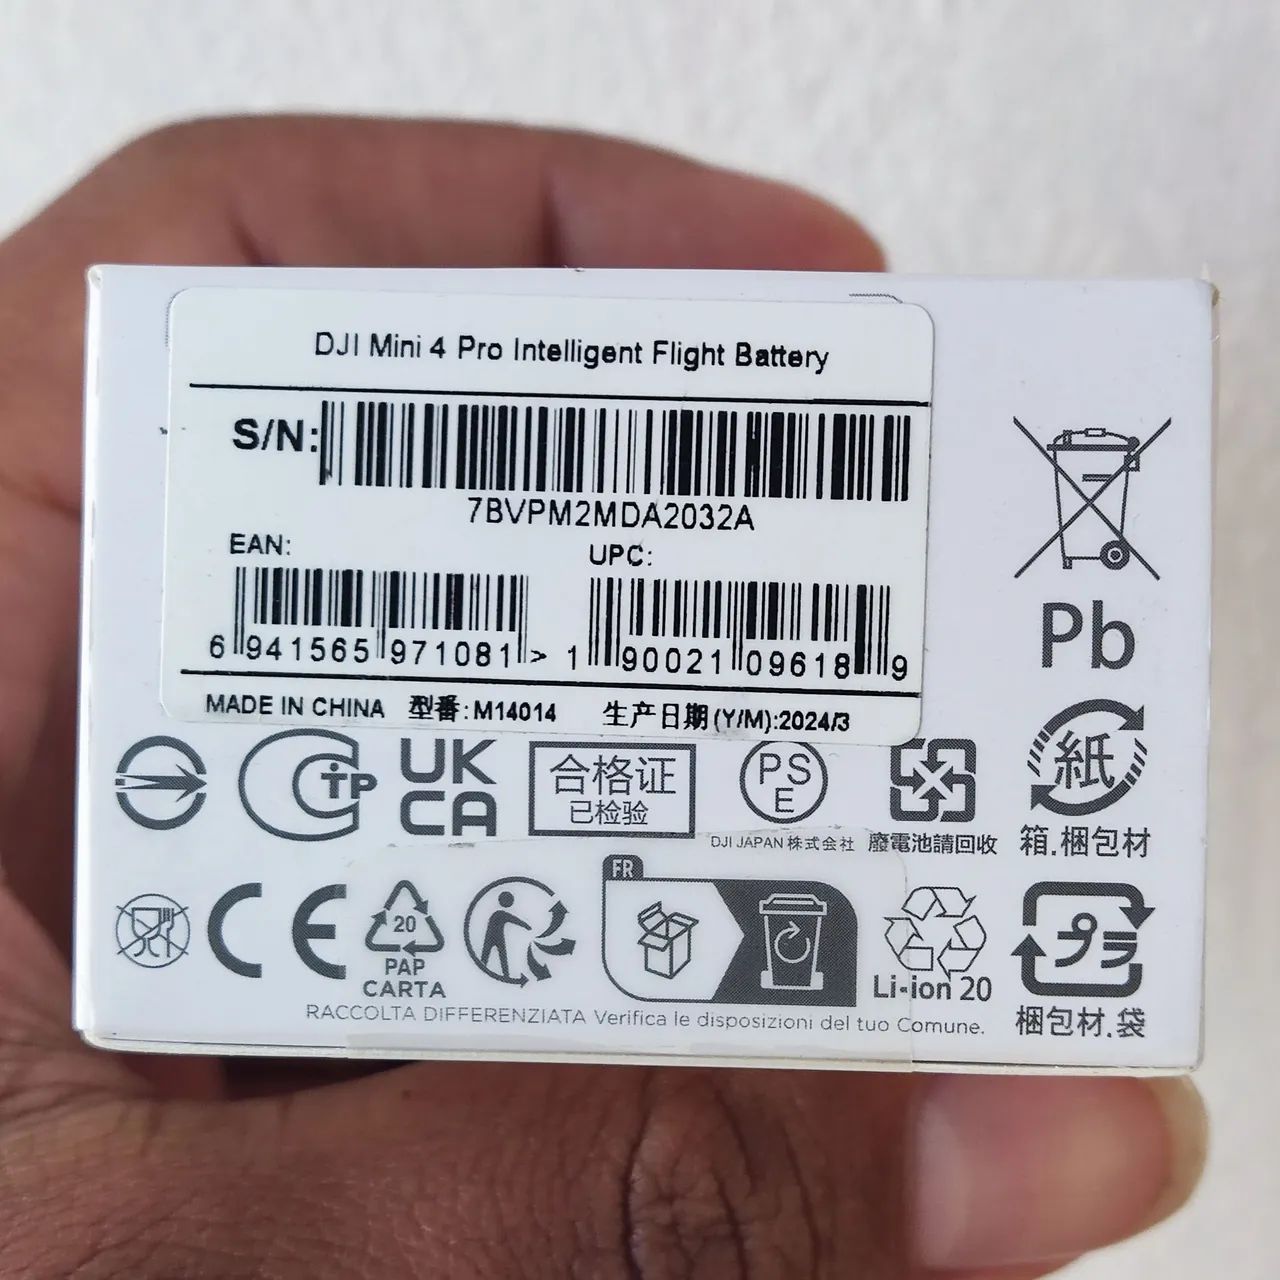 DJI Mini 4 Pro Intelligent Flight Battery
S/N:
7BVPM2MDA2032A
EAN:
UPC:
6 941565 971081 >
1 90021 09618 9
MADE IN CHINA 型番: M14014 生产日期(Y/M):2024/3
Pb
CTP
UK
CA
合格证
已检验
PS
E
DJI JAPAN 株式会社
廢電池請回收
紙
箱.梱包材
CE
20
PAP
CARTA
FR
Li-ion 20
プラ
梱包材.袋
RACCOLTA DIFFERENZIATA Verifica le disposizioni del tuo Comune.